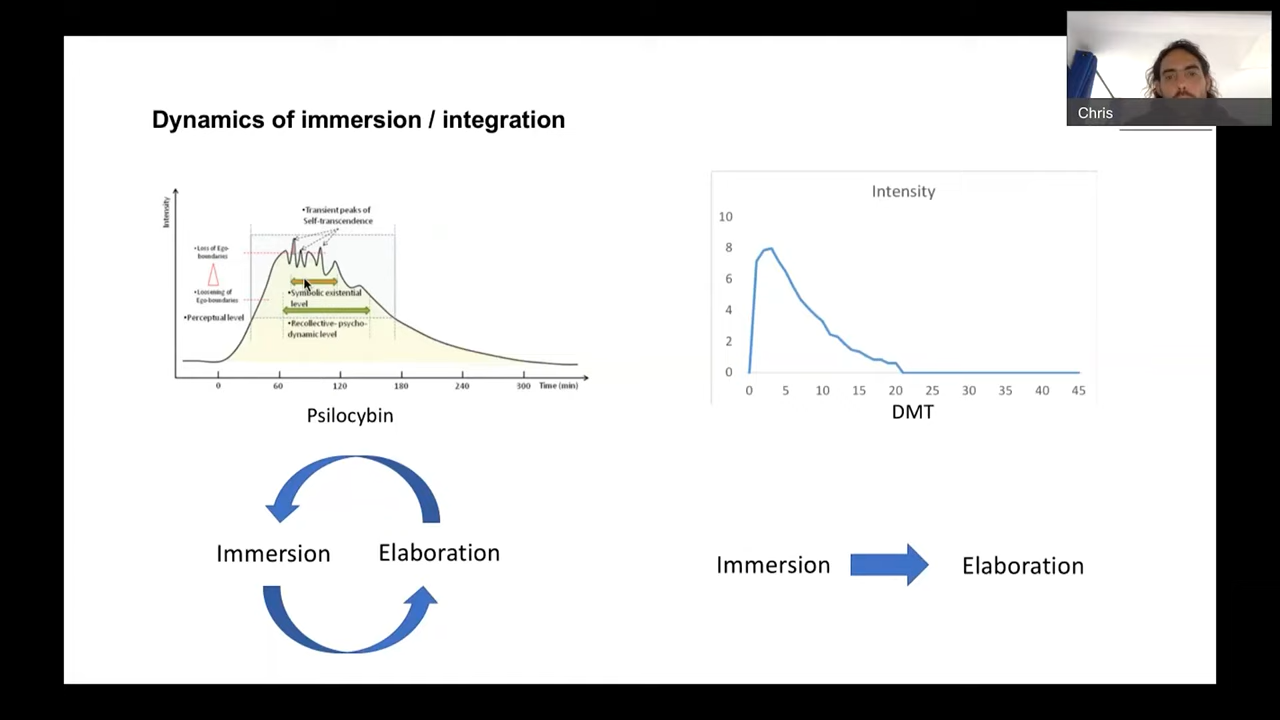 Chris
Dynamics of immersion / integration
Intensity
•Transient peaks of
Self-transcendence
•Loss of Ego-
boundaries
•Loosening of
Ego-boundaries
•Perceptual level
•Symbolic existential
level
•Recollective- psycho-
dynamic level
0 60 120 180 240 300 Time (min)
Psilocybin
Intensity
10
8
6
4
2
0
0 5 10 15 20 25 30 35 40 45
DMT
Immersion Elaboration
Immersion Elaboration